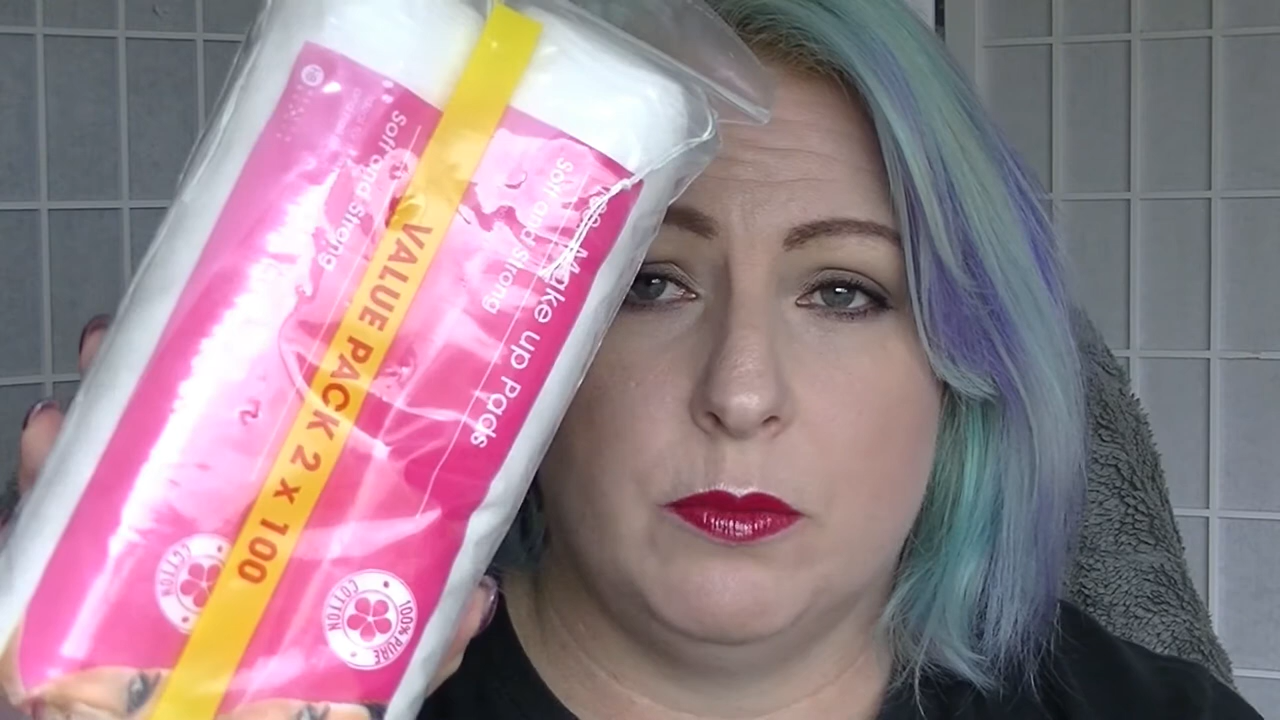 Make up Pads
Soft and Strong
Soft and Strong
VALUE PACK 2 x 100
100% PURE
COTTON
COTTON